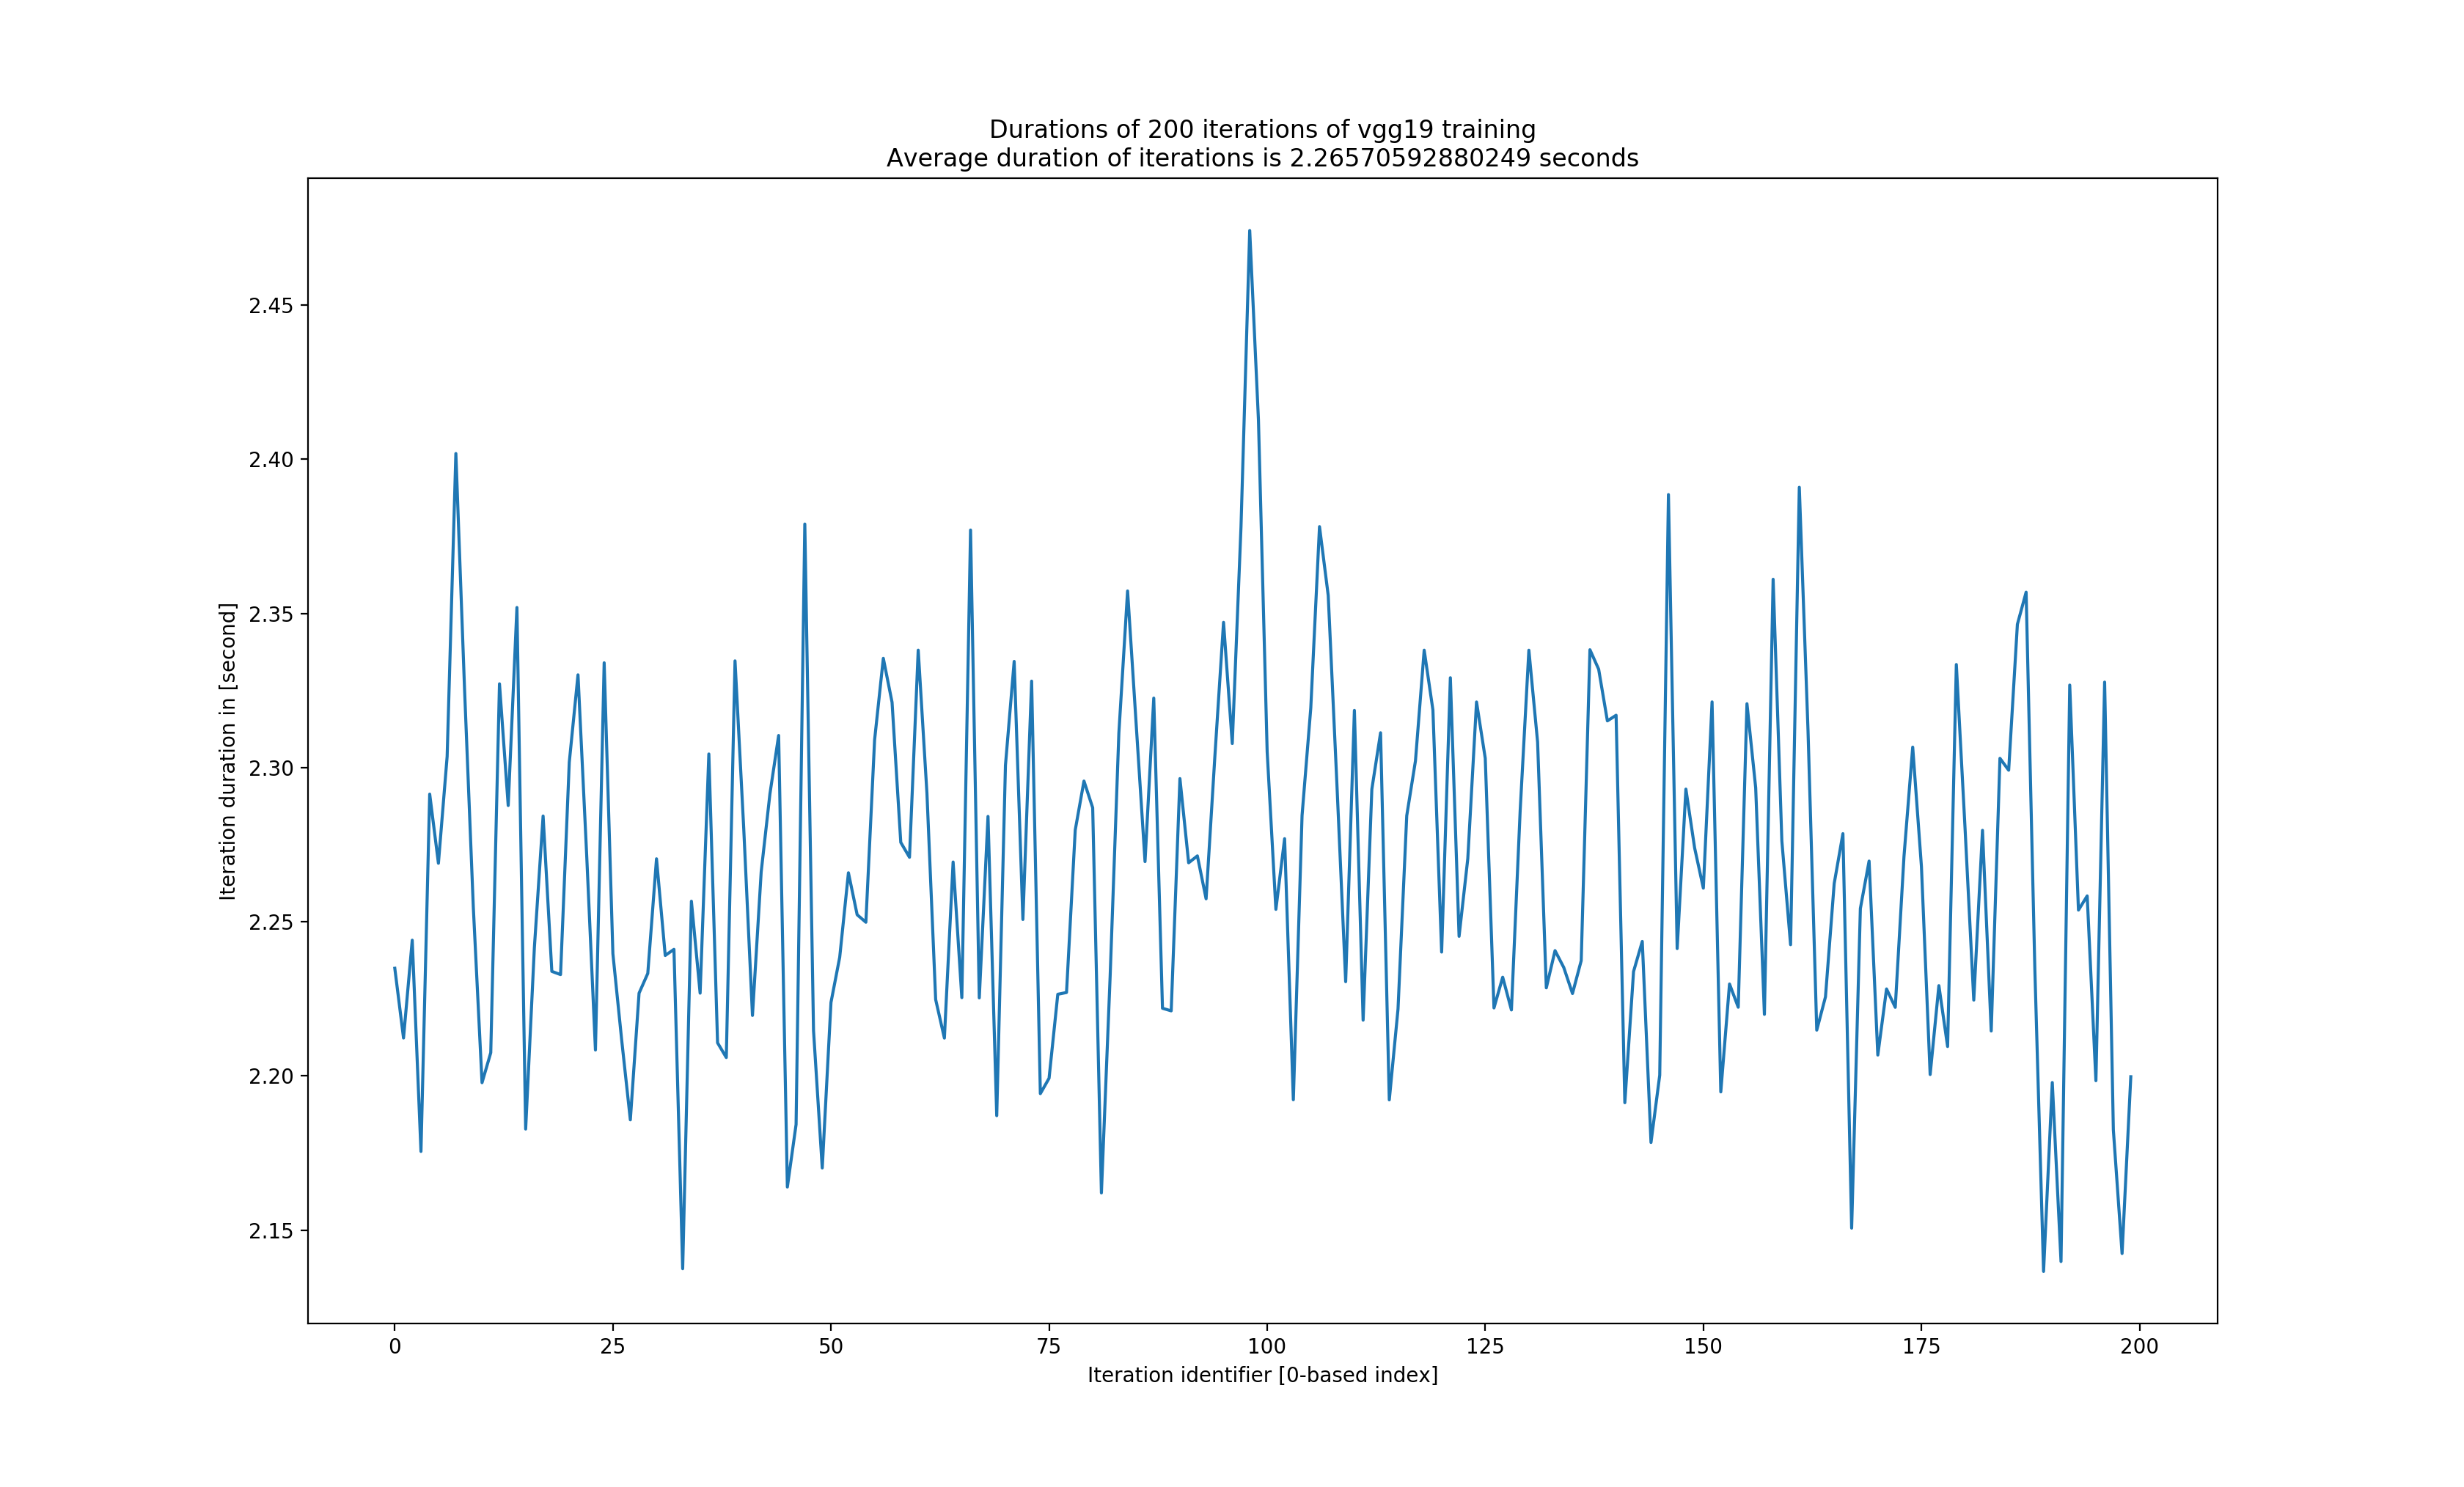 Durations of 200 iterations of vgg19 training
Average duration of iterations is 2.26570592880249 seconds
2.45
2.40
2.35
2.30
2.25
2.20
2.15
Iteration duration in [second]
0 25 50 75 100 125 150 175 200
Iteration identifier [0-based index]